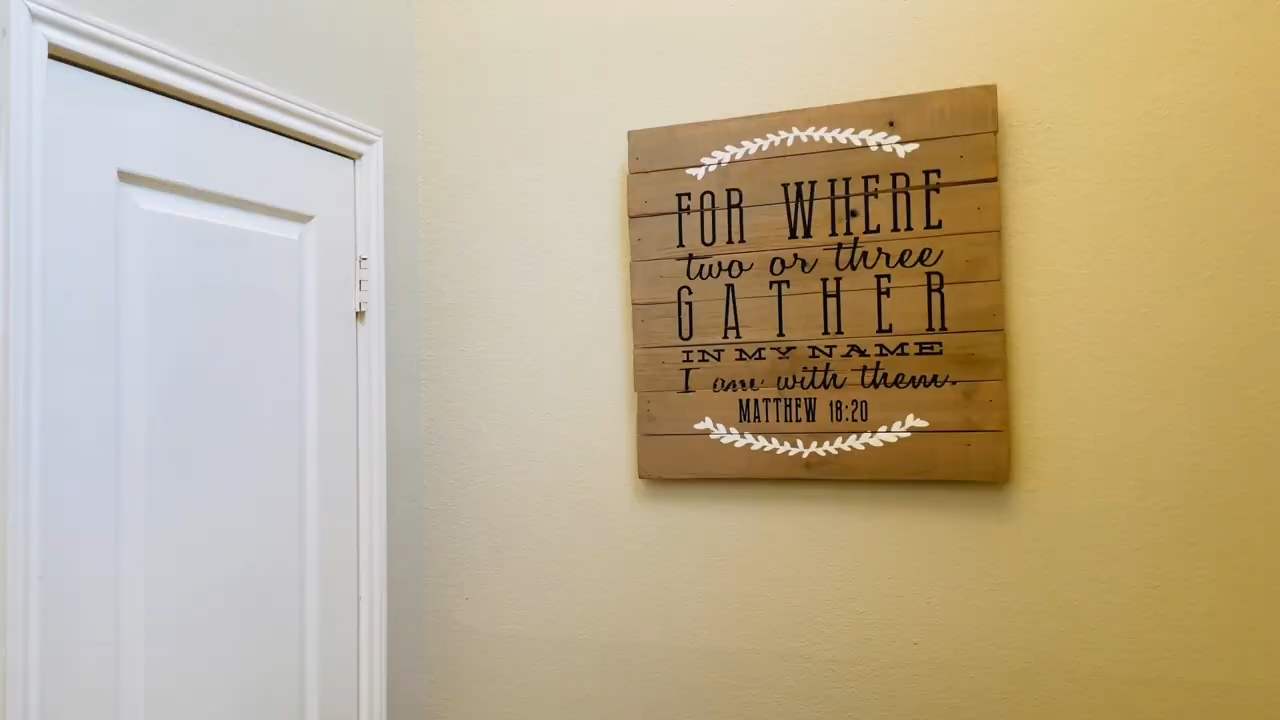 FOR WHERE
two or three
GATHER
IN MY NAME
I am with them.
MATTHEW 18:20